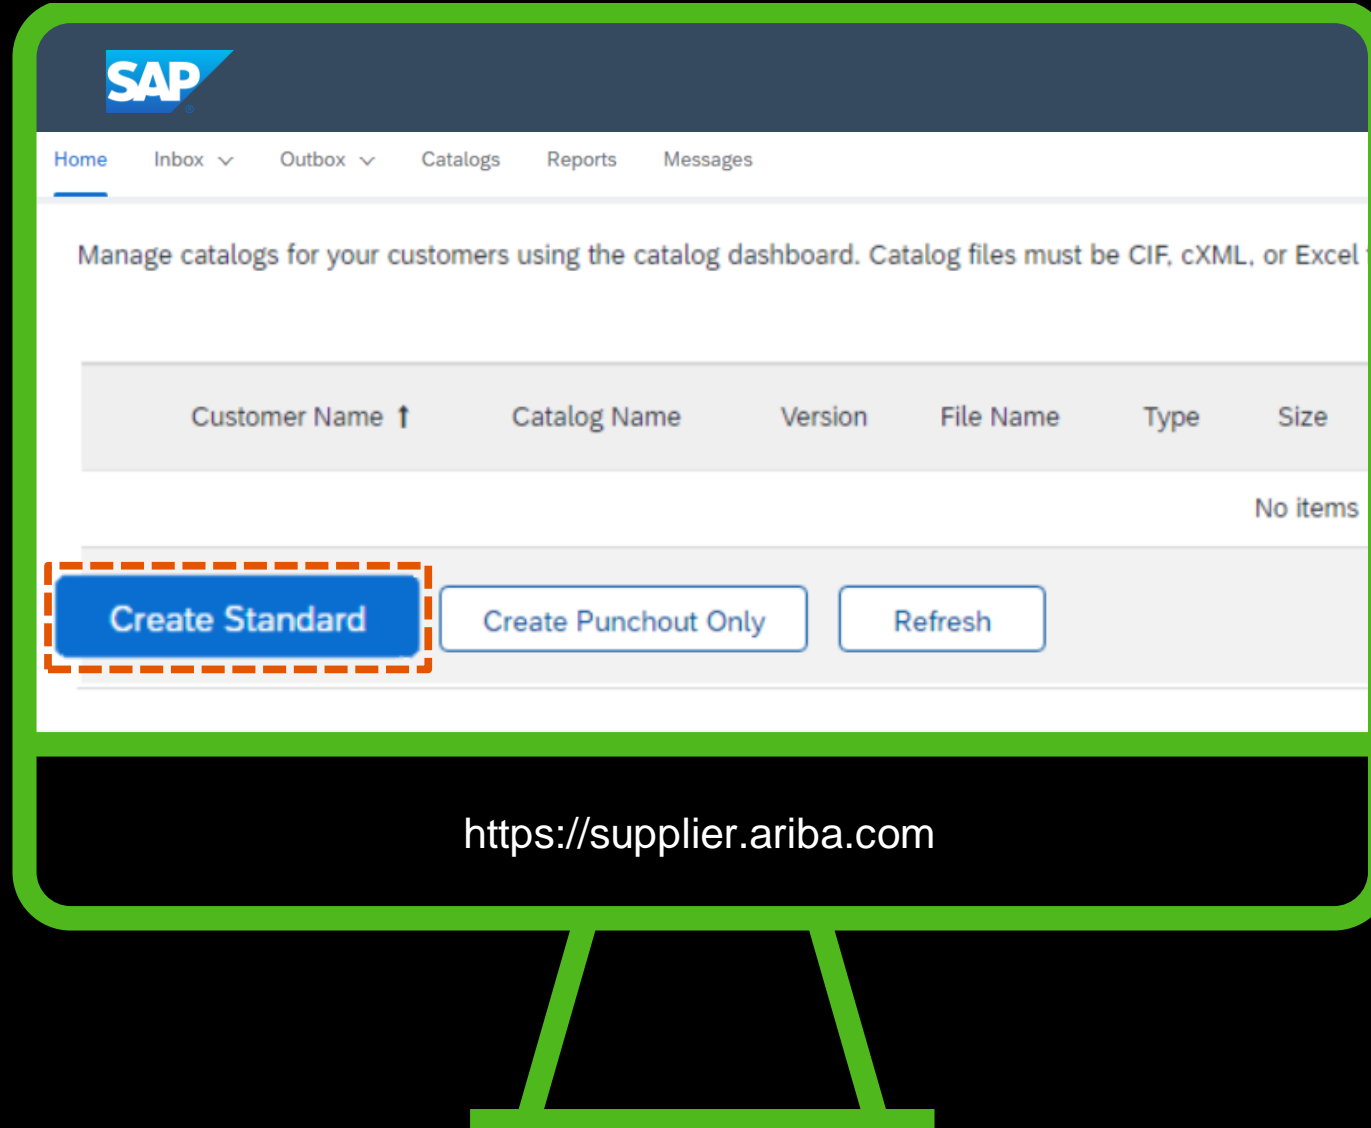 SAP
Home Inbox Outbox Catalogs Reports Messages
Manage catalogs for your customers using the catalog dashboard. Catalog files must be CIF, cXML, or Excel
Customer Name ↑ Catalog Name Version File Name Type Size
No items
Create Standard Create Punchout Only Refresh
https://supplier.ariba.com